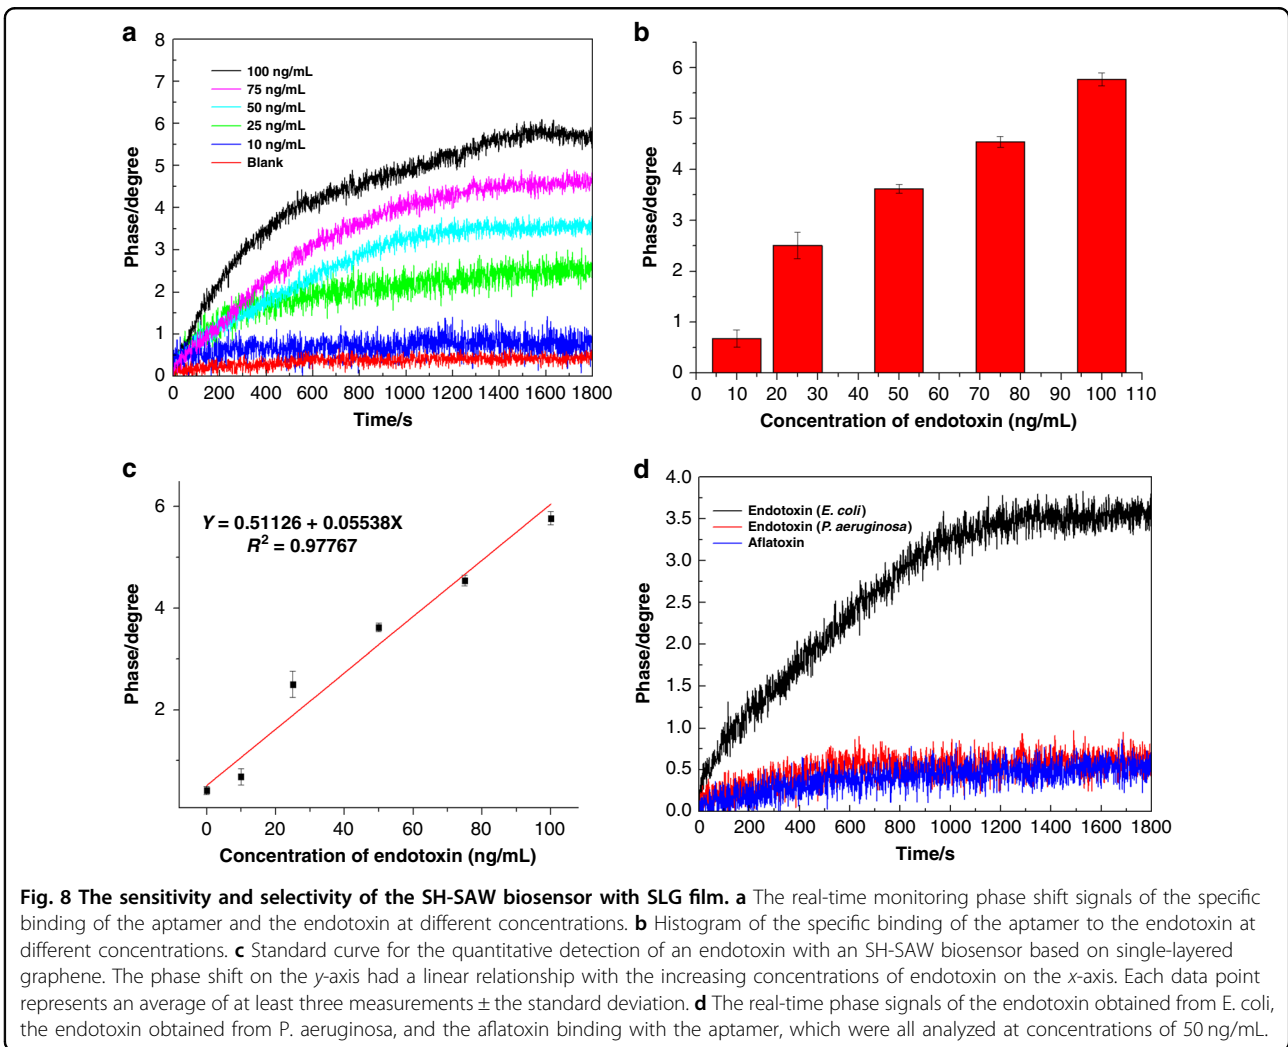 a
8
7
6
5
4
3
2
1
0
100 ng/mL
75 ng/mL
50 ng/mL
25 ng/mL
10 ng/mL
Blank
Phase/degree
0 200 400 600 800 1000 1200 1400 1600 1800
Time/s
b
6
5
4
3
2
1
0
Phase/degree
0 10 20 30 40 50 60 70 80 90 100 110
Concentration of endotoxin (ng/mL)
c
6
4
2
Y = 0.51126 + 0.05538X
R² = 0.97767
Phase/degree
0 20 40 60 80 100
Concentration of endotoxin (ng/mL)
d
4.0
3.5
3.0
2.5
2.0
1.5
1.0
0.5
0.0
Endotoxin (E. coli)
Endotoxin (P. aeruginosa)
Aflatoxin
Phase/degree
0 200 400 600 800 1000 1200 1400 1600 1800
Time/s
Fig. 8 The sensitivity and selectivity of the SH-SAW biosensor with SLG film. a The real-time monitoring phase shift signals of the specific
binding of the aptamer and the endotoxin at different concentrations. b Histogram of the specific binding of the aptamer to the endotoxin at
different concentrations. c Standard curve for the quantitative detection of an endotoxin with an SH-SAW biosensor based on single-layered
graphene. The phase shift on the y-axis had a linear relationship with the increasing concentrations of endotoxin on the x-axis. Each data point
represents an average of at least three measurements ± the standard deviation. d The real-time phase signals of the endotoxin obtained from E. coli,
the endotoxin obtained from P. aeruginosa, and the aflatoxin binding with the aptamer, which were all analyzed at concentrations of 50 ng/mL.